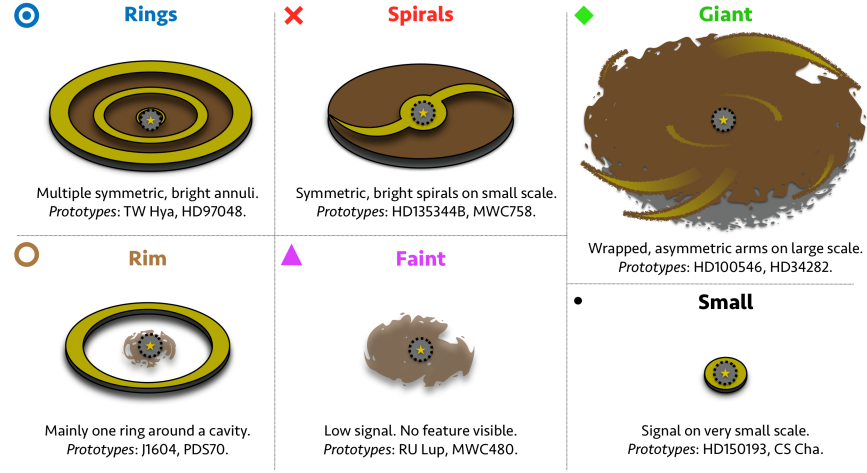 Rings
Multiple symmetric, bright annuli.
Prototypes: TW Hya, HD97048.
Spirals
Symmetric, bright spirals on small scale.
Prototypes: HD135344B, MWC758.
Giant
Wrapped, asymmetric arms on large scale.
Prototypes: HD100546, HD34282.
Rim
Mainly one ring around a cavity.
Prototypes: J1604, PDS70.
Faint
Low signal. No feature visible.
Prototypes: RU Lup, MWC480.
Small
Signal on very small scale.
Prototypes: HD150193, CS Cha.